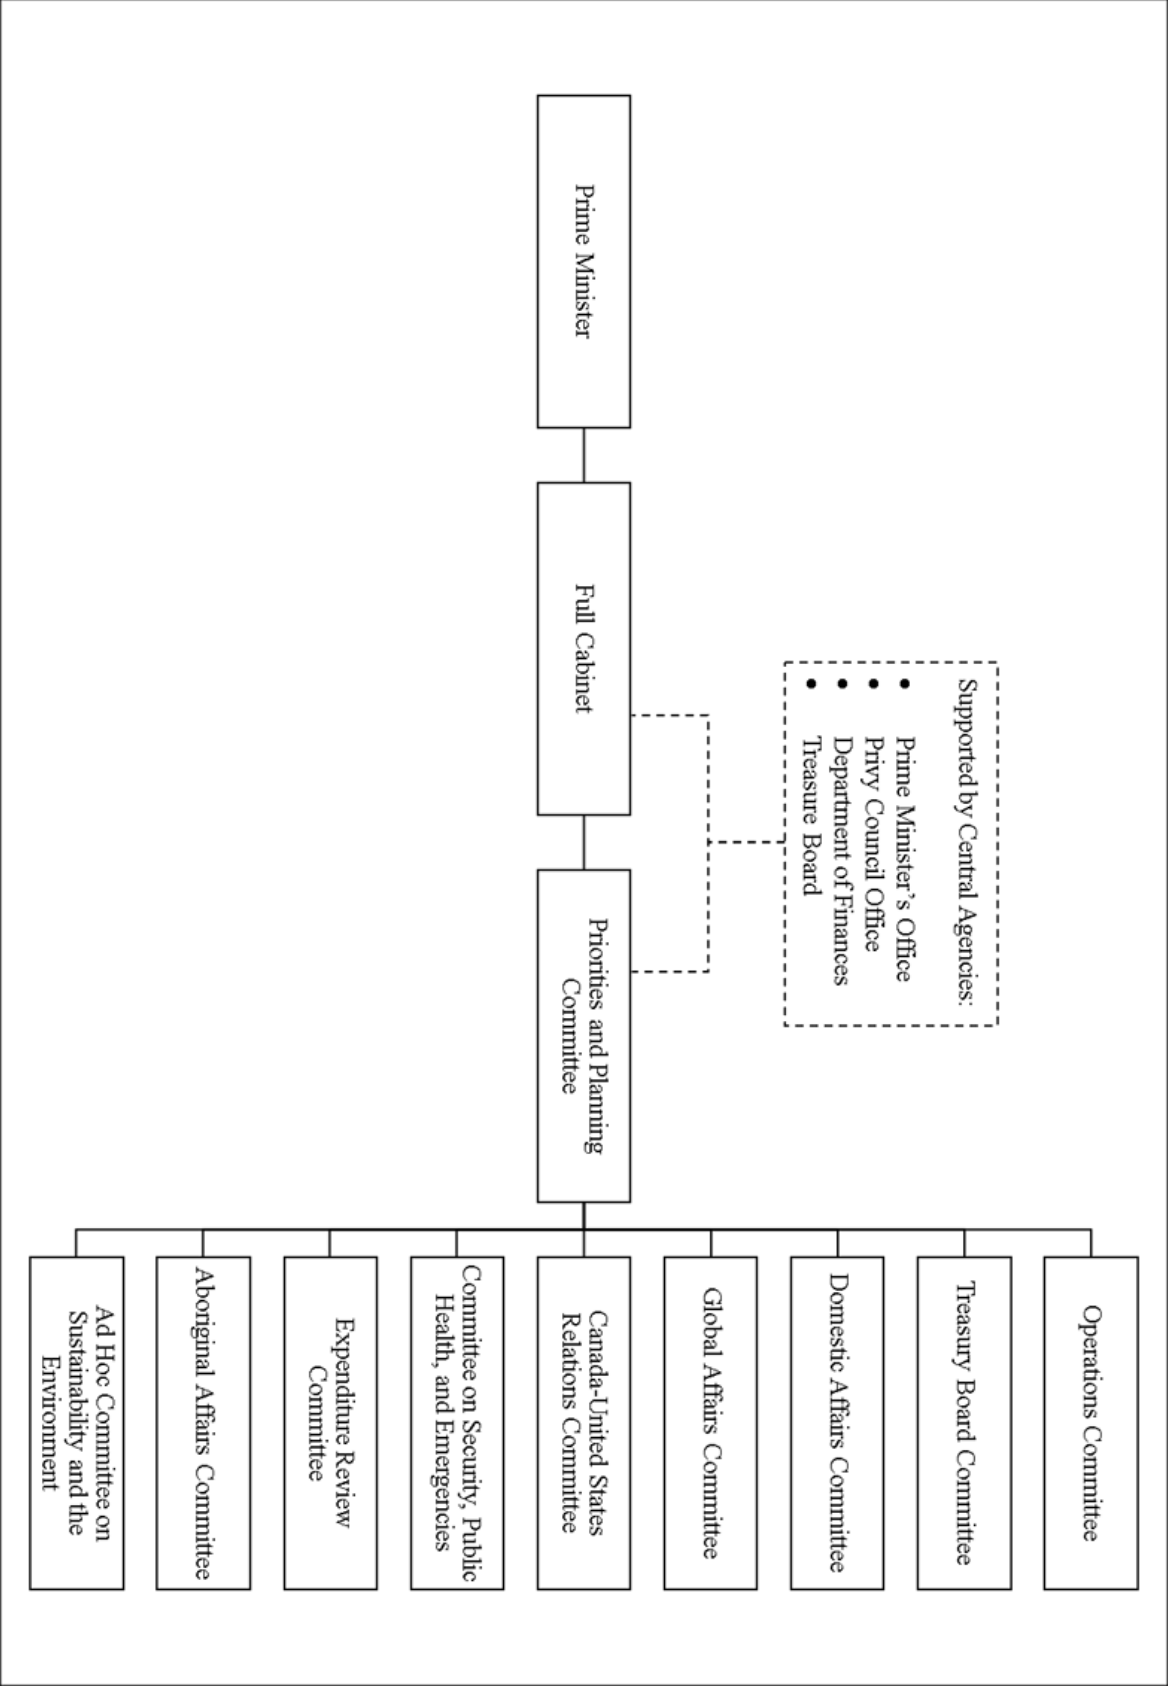 Prime Minister
Full Cabinet
Supported by Central Agencies:
• Prime Minister’s Office
• Privy Council Office
• Department of Finances
• Treasure Board
Priorities and Planning
Committee
Operations Committee
Treasury Board Committee
Domestic Affairs Committee
Global Affairs Committee
Canada-United States
Relations Committee
Committee on Security, Public
Health, and Emergencies
Expenditure Review
Committee
Aboriginal Affairs Committee
Ad Hoc Committee on
Sustainability and the
Environment